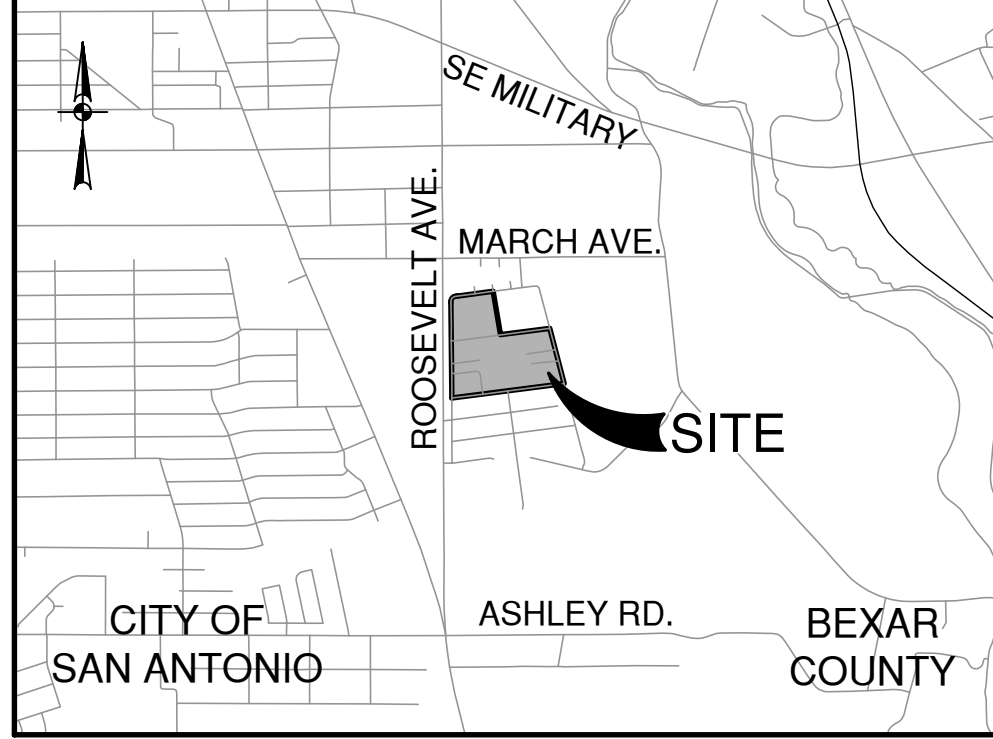 SE MILITARY
ROOSEVELT AVE.
MARCH AVE.
SITE
ASHLEY RD.
CITY OF
SAN ANTONIO
BEXAR
COUNTY